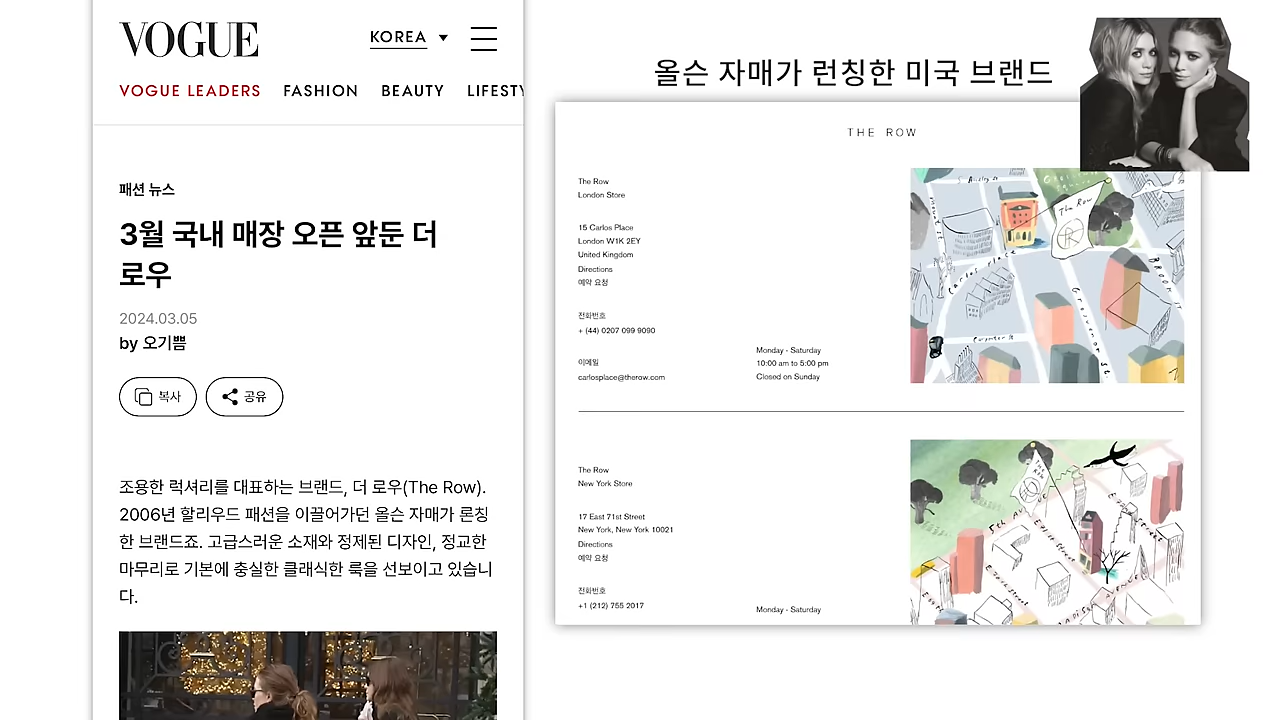 VOGUE
KOREA
VOGUE LEADERS FASHION BEAUTY
패션 뉴스
3월 국내 매장 오픈 앞둔 더
로우
2024.03.05
by 오기쁨
복사 공유
조용한 럭셔리를 대표하는 브랜드, 더 로우(The Row).
2006년 할리우드 패션을 이끌어가던 올슨 자매가 론칭
한 브랜드죠. 고급스러운 소재와 정제된 디자인, 정교한
마무리로 기본에 충실한 클래식한 룩을 선보이고 있습니
다.
올슨 자매가 런칭한 미국 브랜드
THE ROW
The Row
London Store
15 Carlos Place
London W1K 2EY
United Kingdom
Directions
예약 요청
전화번호
+ (44) 0207 099 9090
이메일
carlosplace@therow.com
Monday - Saturday
10:00 am to 5:00 pm
Closed on Sunday
The Row
Carlos Place
Grosvenor St
The Row
New York Store
17 East 71st Street
New York, New York 10021
Directions
예약 요청
전화번호
+1 (212) 755 2017
Monday - Saturday